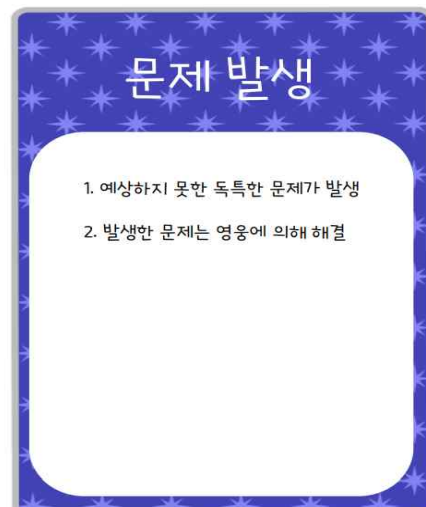 문제 발생
1. 예상하지 못한 독특한 문제가 발생
2. 발생한 문제는 영웅에 의해 해결